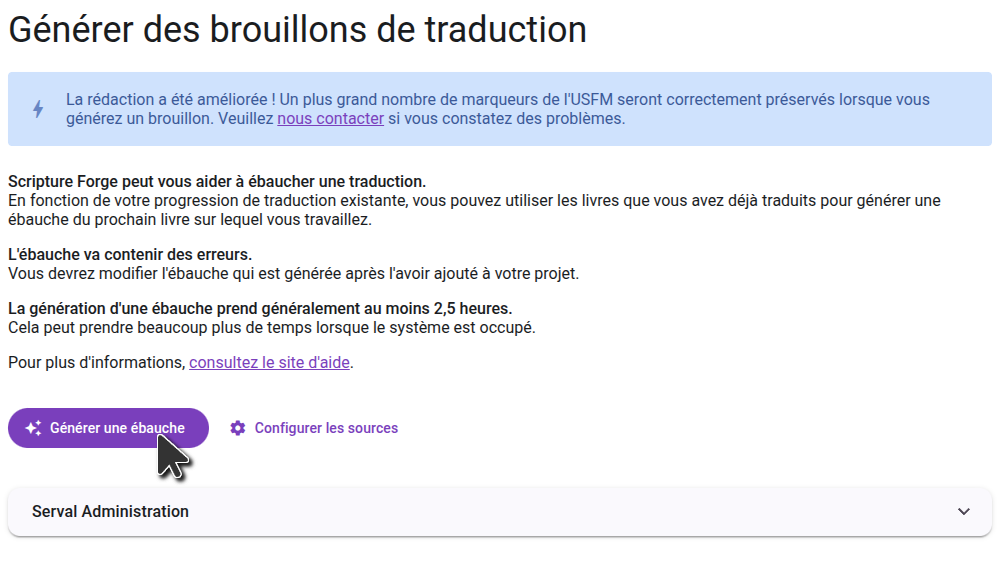 Générer des brouillons de traduction
La rédaction a été améliorée ! Un plus grand nombre de marqueurs de l'USFM seront correctement préservés lorsque vous
générez un brouillon. Veuillez nous contacter si vous constatez des problèmes.
Scripture Forge peut vous aider à ébaucher une traduction.
En fonction de votre progression de traduction existante, vous pouvez utiliser les livres que vous avez déjà traduits pour générer une
ébauche du prochain livre sur lequel vous travaillez.
L'ébauche va contenir des erreurs.
Vous devrez modifier l'ébauche qui est générée après l'avoir ajouté à votre projet.
La génération d'une ébauche prend généralement au moins 2,5 heures.
Cela peut prendre beaucoup plus de temps lorsque le système est occupé.
Pour plus d'informations, consultez le site d'aide.
Générer une ébauche
Configurer les sources
Serval Administration